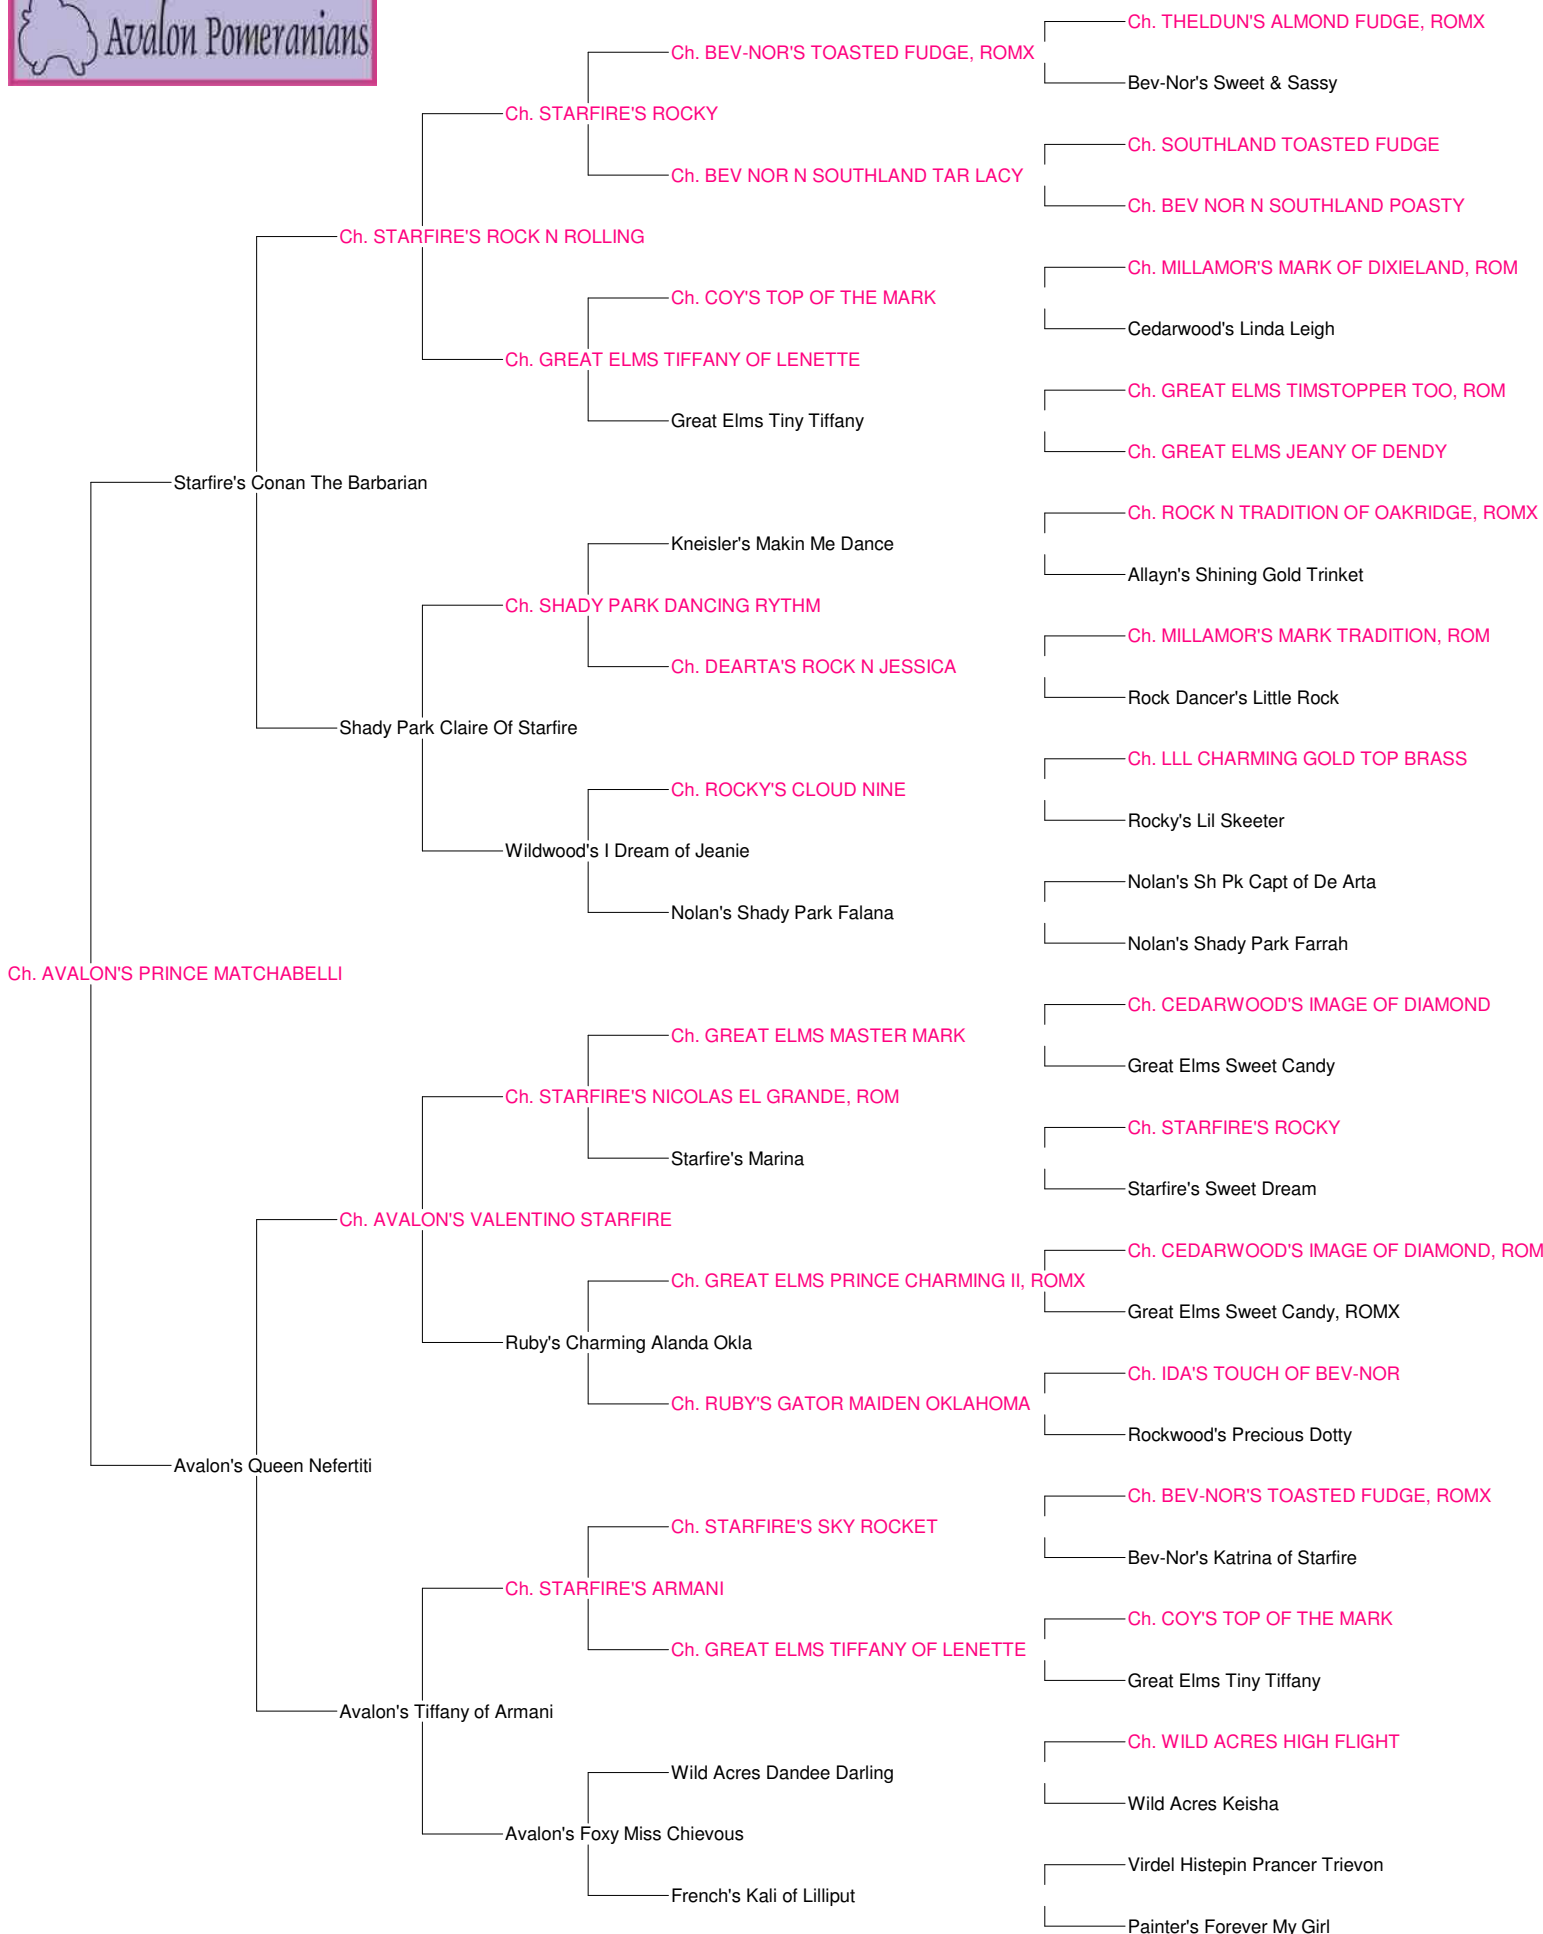 Avalon Pomeranians
Ch. THELDUN'S ALMOND FUDGE, ROMX
Ch. BEV-NOR'S TOASTED FUDGE, ROMX
Bev-Nor's Sweet & Sassy
Ch. STARFIRE'S ROCKY
Ch. SOUTHLAND TOASTED FUDGE
Ch. BEV NOR N SOUTHLAND TAR LACY
Ch. BEV NOR N SOUTHLAND POASTY
Ch. STARFIRE'S ROCK N ROLLING
Ch. MILLAMOR'S MARK OF DIXIELAND, ROM
Ch. COY'S TOP OF THE MARK
Cedarwood's Linda Leigh
Ch. GREAT ELMS TIFFANY OF LENETTE
Ch. GREAT ELMS TIMSTOPPER TOO, ROM
Great Elms Tiny Tiffany
Ch. GREAT ELMS JEANY OF DENDY
Starfire's Conan The Barbarian
Ch. ROCK N TRADITION OF OAKRIDGE, ROMX
Kneisler's Makin Me Dance
Allayn's Shining Gold Trinket
Ch. SHADY PARK DANCING RYTHM
Ch. MILLAMOR'S MARK TRADITION, ROM
Ch. DEARTA'S ROCK N JESSICA
Rock Dancer's Little Rock
Shady Park Claire Of Starfire
Ch. LLL CHARMING GOLD TOP BRASS
Ch. ROCKY'S CLOUD NINE
Rocky's Lil Skeeter
Wildwood's I Dream of Jeanie
Nolan's Sh Pk Capt of De Arta
Nolan's Shady Park Falana
Nolan's Shady Park Farrah
Ch. AVALON'S PRINCE MATCHABELLI
Ch. CEDARWOOD'S IMAGE OF DIAMOND
Ch. GREAT ELMS MASTER MARK
Great Elms Sweet Candy
Ch. STARFIRE'S NICOLAS EL GRANDE, ROM
Ch. STARFIRE'S ROCKY
Starfire's Marina
Starfire's Sweet Dream
Ch. AVALON'S VALENTINO STARFIRE
Ch. CEDARWOOD'S IMAGE OF DIAMOND, ROM
Ch. GREAT ELMS PRINCE CHARMING II, ROMX
Great Elms Sweet Candy, ROMX
Ruby's Charming Alanda Okla
Ch. IDA'S TOUCH OF BEV-NOR
Ch. RUBY'S GATOR MAIDEN OKLAHOMA
Rockwood's Precious Dotty
Avalon's Queen Nefertiti
Ch. BEV-NOR'S TOASTED FUDGE, ROMX
Ch. STARFIRE'S SKY ROCKET
Bev-Nor's Katrina of Starfire
Ch. STARFIRE'S ARMANI
Ch. COY'S TOP OF THE MARK
Ch. GREAT ELMS TIFFANY OF LENETTE
Great Elms Tiny Tiffany
Avalon's Tiffany of Armani
Ch. WILD ACRES HIGH FLIGHT
Wild Acres Dandee Darling
Wild Acres Keisha
Avalon's Foxy Miss Chievous
Virdel Histepin Prancer Trievon
French's Kali of Lilliput
Painter's Forever My Girl